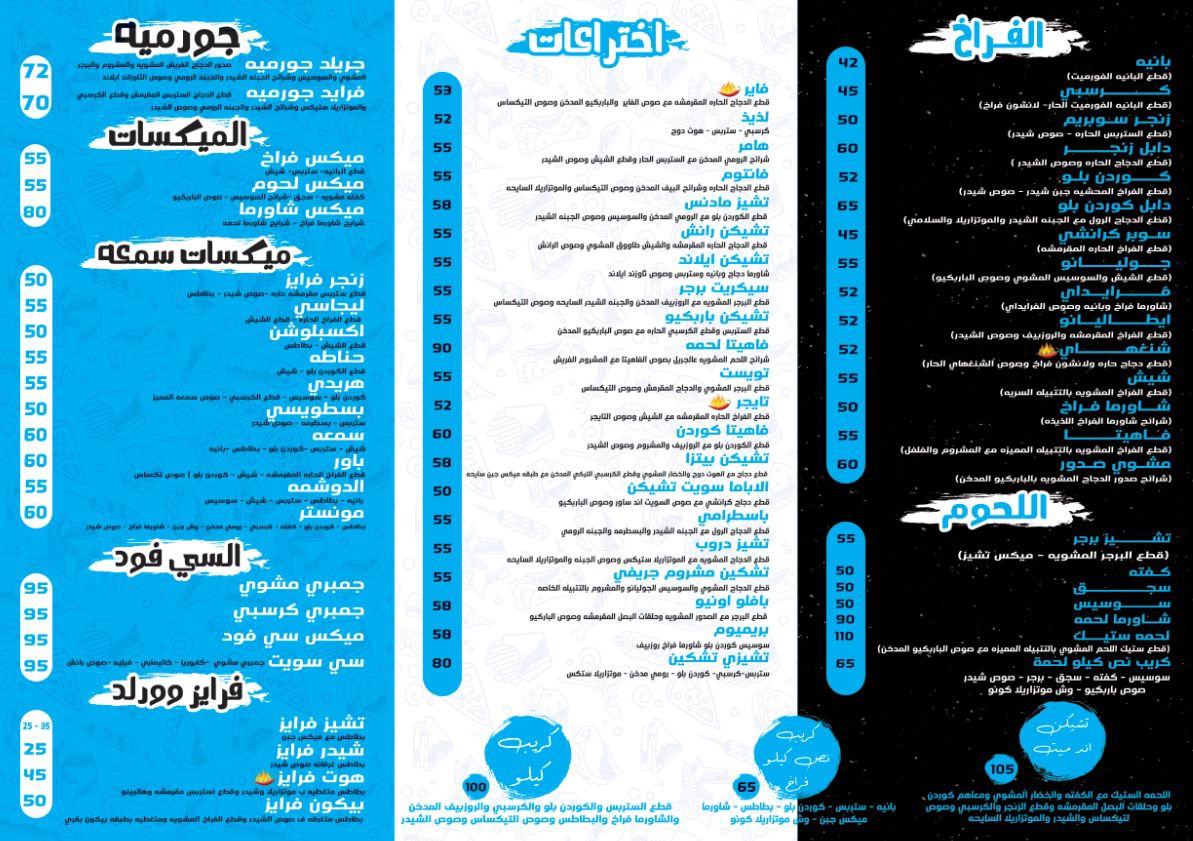 الفراخ
بانيه 42
(قطع البانيه الفورميت)
كرسبي 45
(قطع البانيه الفورميت الحار- لانشون فراخ)
زنجر سوبريم 50
(قطع الستربس الحاره - صوص شيدر)
دابل زنجر 60
(قطع الدجاج الحاره وصوص الشيدر )
كوردن بلو 52
(قطع الفراخ المحشيه جبن شيدر - صوص شيدر)
دابل كوردن بلو 65
(قطع الدجاج الرول مع الجبنه الشيدر والموتزاريلا والسلامي)
سوبر كرانشي 45
(قطع الفراخ الحاره المقرمشه)
جوليانو 55
(قطع الشيش والسوسيس المشوي وصوص الباربكيو)
فرايداي 52
(شاورما فراخ وبانيه وصوص الفرايداي)
ايطاليانو 52
(قطع الفراخ المقرمشه والروزبيف وصوص الشيدر)
شنغهاي 52
(قطع دجاج حاره ولانشون فراخ وصوص الشنغهاي الحار)
شيش 55
(قطع الفراخ المشويه بالتتبيله السريه)
شاورما فراخ 50
(شرائح شاورما الفراخ اللذيذه)
فاهيتا 55
(قطع الفراخ المشويه بالتتبيله المميزه مع المشروم والفلفل)
مشوي صدور 60
(شرائح صدور الدجاج المشويه بالباربكيو المدخن)
اللحوم
تشيز برجر 55
(قطع البرجر المشويه - ميكس تشيز)
كفته 50
سجق 50
سوسيس 50
شاورما لحمه 90
لحمه ستيك 110
(قطع ستيك اللحم المشوي بالتتبيله المميزه مع صوص الباربكيو المدخن)
كريب نص كيلو لحمة 65
سوسيس - كفته - سجق - برجر - صوص شيدر
صوص باربكيو - وش موتزاريلا كونو
تشيكن
اند ميت
105
اللحمه الستيك مع الكفته والخضار المشوي ومعاهم كوردن
بلو وحلقات البصل المقرمشه وقطع الزنجر والكرسبي وصوص
لتيكساس والشيدر والموتزاريلا السايحه
اختراعات
فاير 53
قطع الدجاج الحاره المقرمشه مع صوص الفاير والباربكيو المدخن وصوص التيكساس
لذيذ 52
كرسبي - ستربس - هوت دوج
هامر 55
شرائح الرومي المدخن مع الستربس الحار وقطع الشيش وصوص الشيدر
فانتوم 55
قطع الدجاج الحاره وشرائح البيف المدخن وصوص التيكساس والموتزاريلا السايحه
تشيز مادنس 58
قطع الكوردن بلو مع الرومي المدخن والسوسيس وصوص الجبنه الشيدر
تشيكن رانش 55
قطع الدجاج الحاره المقرمشه والشيش طاووق المشوي وصوص الرانش
تشيكن ايلاند 55
شاورما دجاج وبانيه وستربس وصوص ثاوزند ايلاند
سيكريت برجر 55
قطع البرجر المشويه مع الروزبيف المدخن والجبنه الشيدر السايحه وصوص التيكساس
تشيكن باربكيو 55
قطع الستربس وقطع الكرسبي الحاره مع صوص الباربكيو المدخن
فاهيتا لحمه 90
شرائح اللحم المشويه عالجريل بصوص الفاهيتا مع المشروم الفريش
تويست 55
قطع البرجر المشوي والدجاج المقرمش وصوص التيكساس
تايجر 52
قطع الفراخ الحاره المقرمشه مع الشيش وصوص التايجر
فاهيتا كوردن 60
قطع الكوردن بلو مع الروزبيف والمشروم وصوص الشيدر
تشيكن بيتزا 58
قطع دجاج مع الهوت دوج والخضار المشوي وقطع الكرسبي التركي المدخن مع طبقه ميكس جبن سايحه
الاباما سويت تشيكن 50
قطع دجاج كرانشي مع صوص السويت اند ساور وصوص الباربكيو
باسطرامي 55
قطع الدجاج الرول مع الجبنه الشيدر والبسطرمه والجبنه الرومي
تشيز دروب 55
قطع الدجاج المقرمشه مع الموتزاريلا ستيكس وصوص الجبنه والموتزاريلا السايحه
تشكين مشروم جريفي 55
قطع الدجاج المشوي والسوسيس الجوليانو والمشروم بالتتبيله الخاصه
بافلو اونيو 58
قطع البرجر مع الصدور المشويه وحلقات البصل المقرمشه وصوص الباربكيو
بريميوم 58
سوسيس كوردن بلو شاورما فراخ روزبيف
تشيزي تشكين 80
ستربس-كرسبي- كوردن بلو - رومي مدخن - موتزاريلا ستكس
كريب
نص كيلو
فراخ
65
بانيه - ستربس - كوردن بلو - بطاطس - شاورما
ميكس جبن - وش موتزاريلا كونو
كريب
كيلو
100
قطع الستربس والكوردن بلو والكرسبي والروزبيف المدخن
والشاورما فراخ والبطاطس وصوص التيكساس وصوص الشيدر
جورميه
جريلد جورميه صدور الدجاج الفريش المشويه والمشروم والبرجر 72
المشوي والسوسيس وشرائح الجبنه الشيدر والجبنه الرومي وصوص الثاوزاند ايلاند
فرايد جورميه قطع الدجاج الستربس المقرمش وقطع الكرسبي 70
والموتزاريلا ستيكس وشرائح الشيدر والجبنه الرومي وصوص الشيدر
الميكسات
ميكس فراخ 55
قطع البانيه- ستربس- شيش
ميكس لحوم 55
كفته مشويه - سجق -شرائح السوسيس - صوص الباربكيو
ميكس شاورما 80
شرايح شاورما فراخ - شرايح شاورما لحمه
ميكسات سمعه
زنجر فرايز 50
قطع ستربس مقرمشه حاره -صوص شيدر - بطاطس
ليجاسي 55
قطع الفراخ الحاره- قطع الشيش
اكسبلوشن 50
قطع الشيش - بطاطس
حناطه 55
قطع الكوردن بلو - شيش
هريدي 55
كوردن بلو - سوسيس - قطع الكرسبي - صوص سمعه المميز
بسطويسي 50
ستربس - بسطرمه - صوص شيدر
سمعه 60
شيش - ستربس -كوردن بلو - بطاطس -بانيه
باور 60
قطع الفراخ الحاره المقرمشه - شيش - كوردن بلو ) صوص تكساس
الدوشمه 55
بانيه - بطاطس - ستربس - شيش - سوسيس
مونستر 60
بطاطس - كوردن بلو - كفته - كرسبي - رومي مدخن - وش جبن - شاورما فراخ - صوص شيدر
السي فود
جمبري مشوي 95
جمبري كرسبي 95
ميكس سي فود 95
سي سويت جمبري مشوي -كابوريا - كاليماري - فيليه -صوص رانش 95
فرايز وورلد
تشيز فرايز 25 - 35
بطاطس مع ميكس جبن
شيدر فرايز 25
بطاطس غرقانه صوص شيدر
هوت فرايز 45
بطاطس متغطيه ب موتزاريلا وشيدر وقطع استربس مقرمشه وهالبينو
بيكون فرايز 50
بطاطس متغرقه ف صوص الشيدر وقطع الفراخ المشويه ومتغطيه بطبقه بيكون بقري